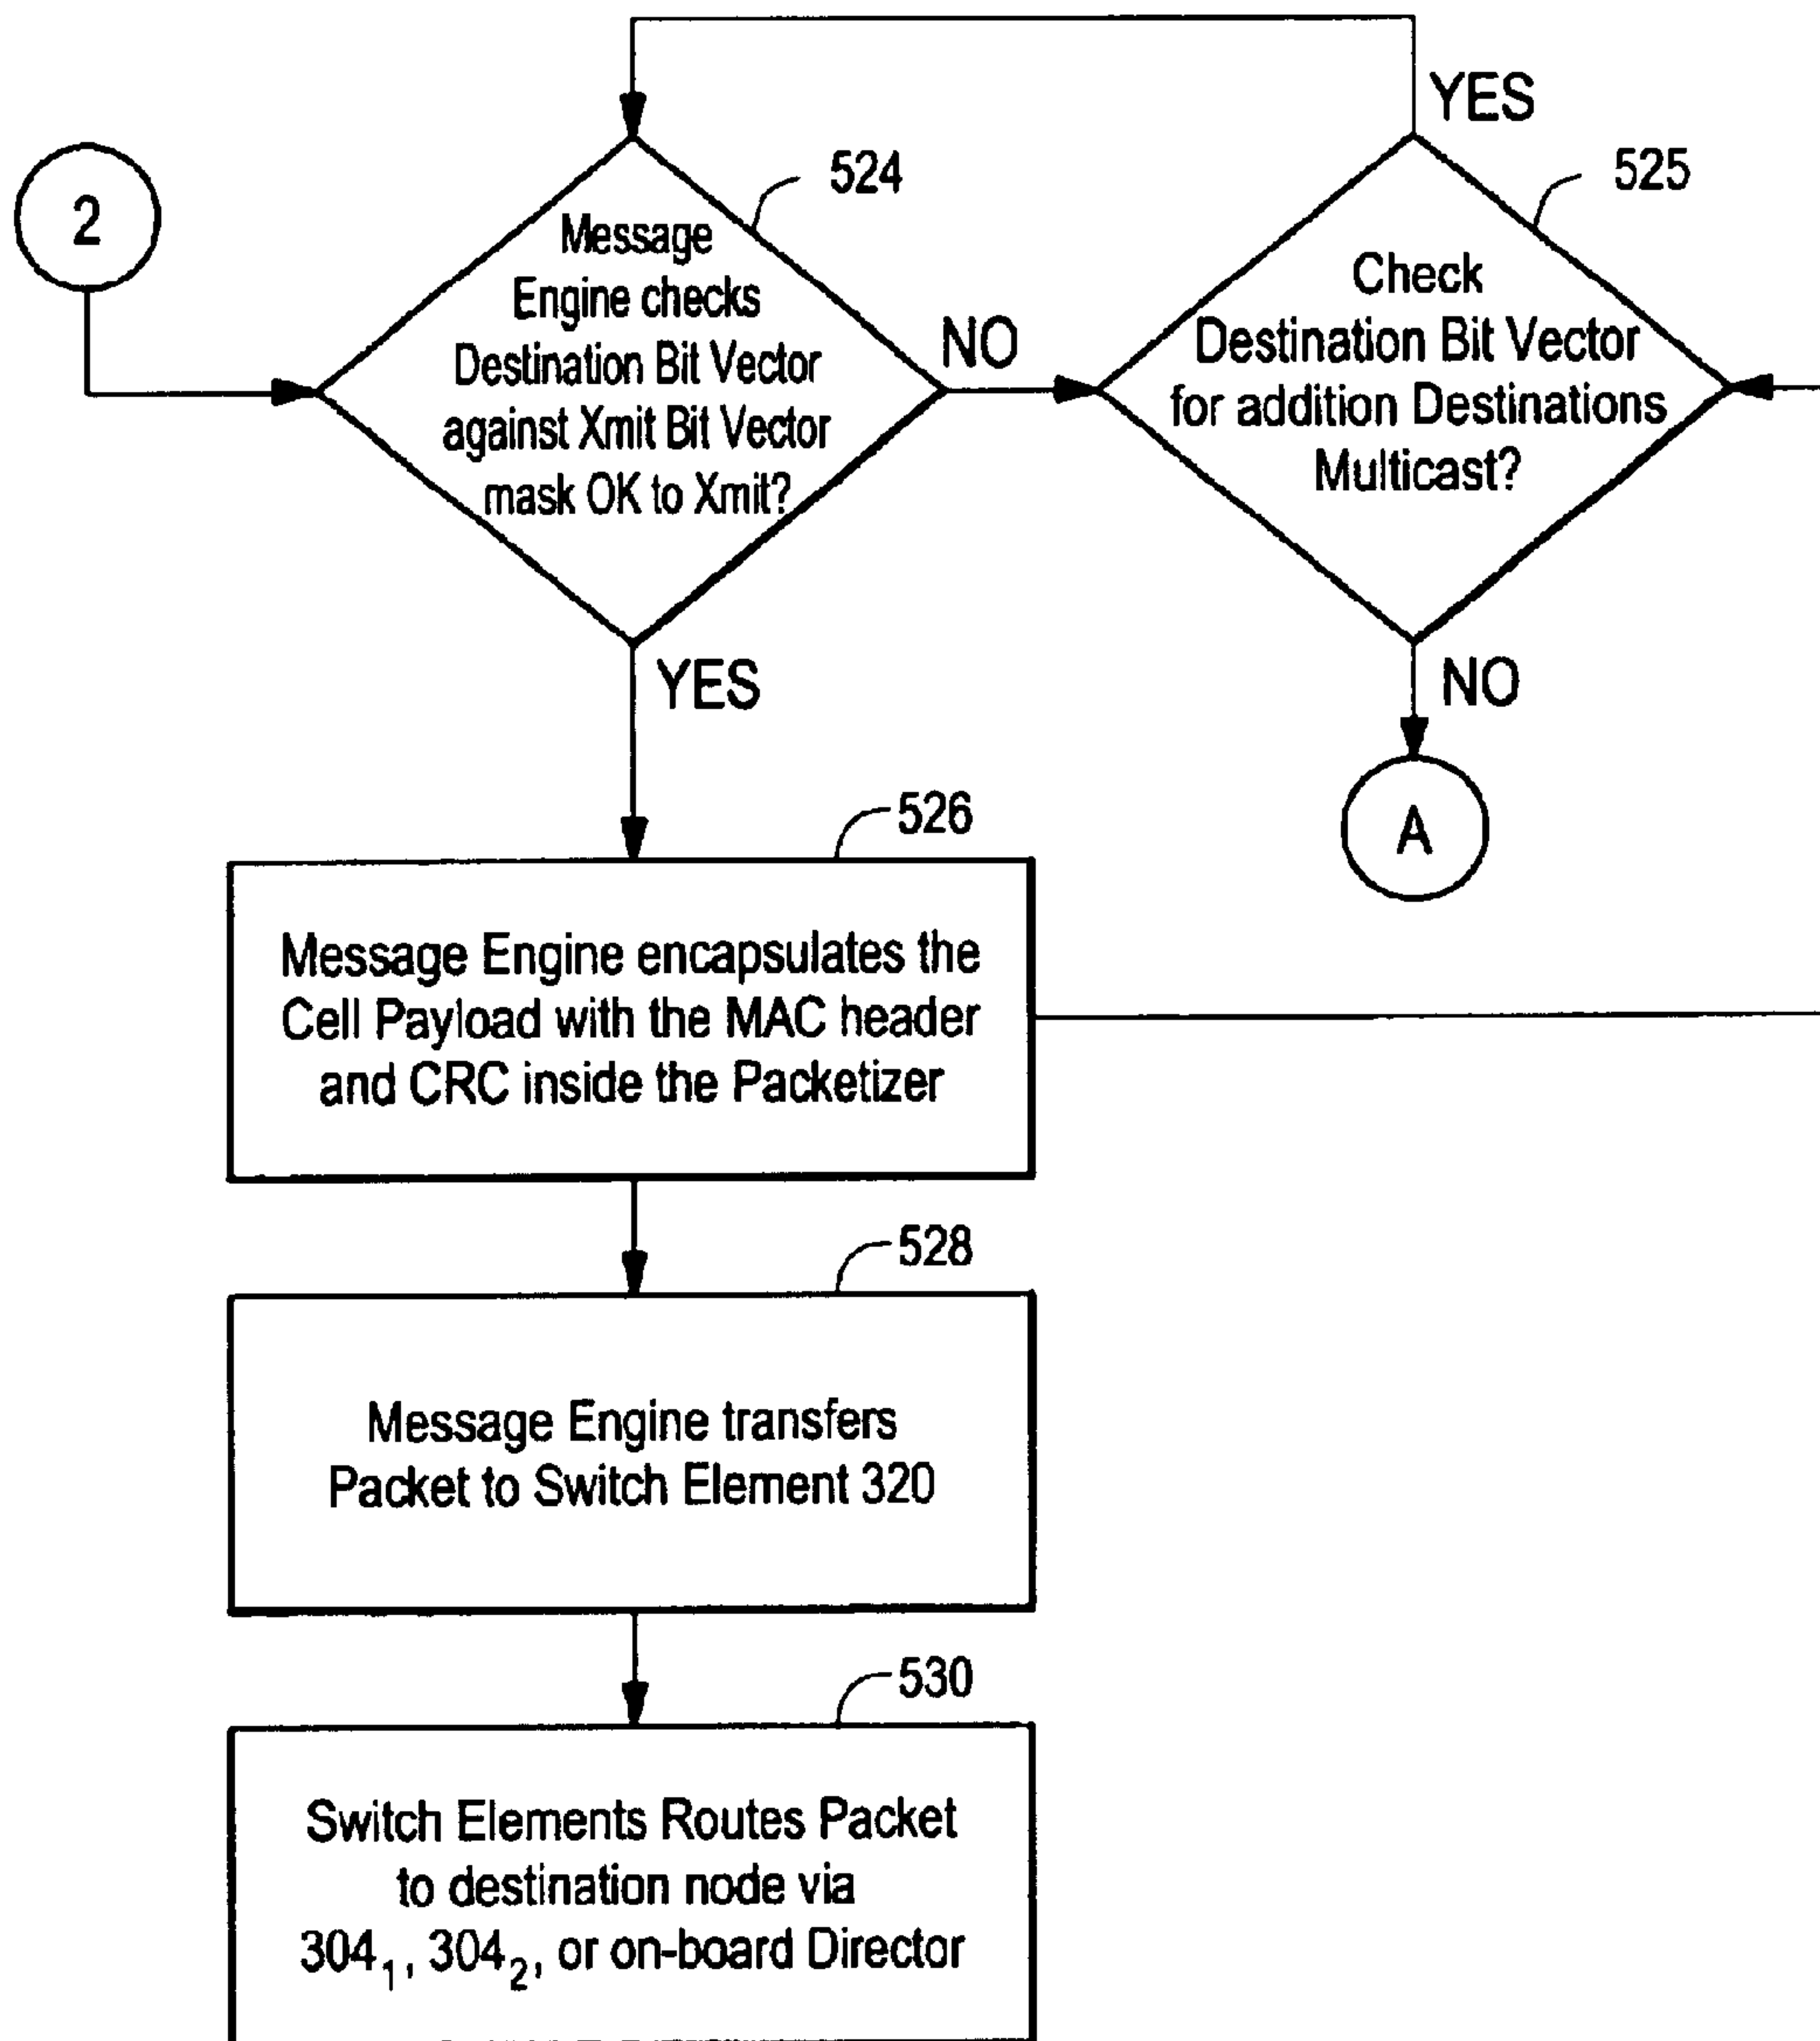 YES
2
524
Message
Engine checks
Destination Bit Vector
against Xmit Bit Vector
mask OK to Xmit?
NO
525
Check
Destination Bit Vector
for addition Destinations
Multicast?
YES
NO
A
526
Message Engine encapsulates the
Cell Payload with the MAC header
and CRC inside the Packetizer
528
Message Engine transfers
Packet to Switch Element 320
530
Switch Elements Routes Packet
to destination node via
304₁, 304₂, or on-board Director